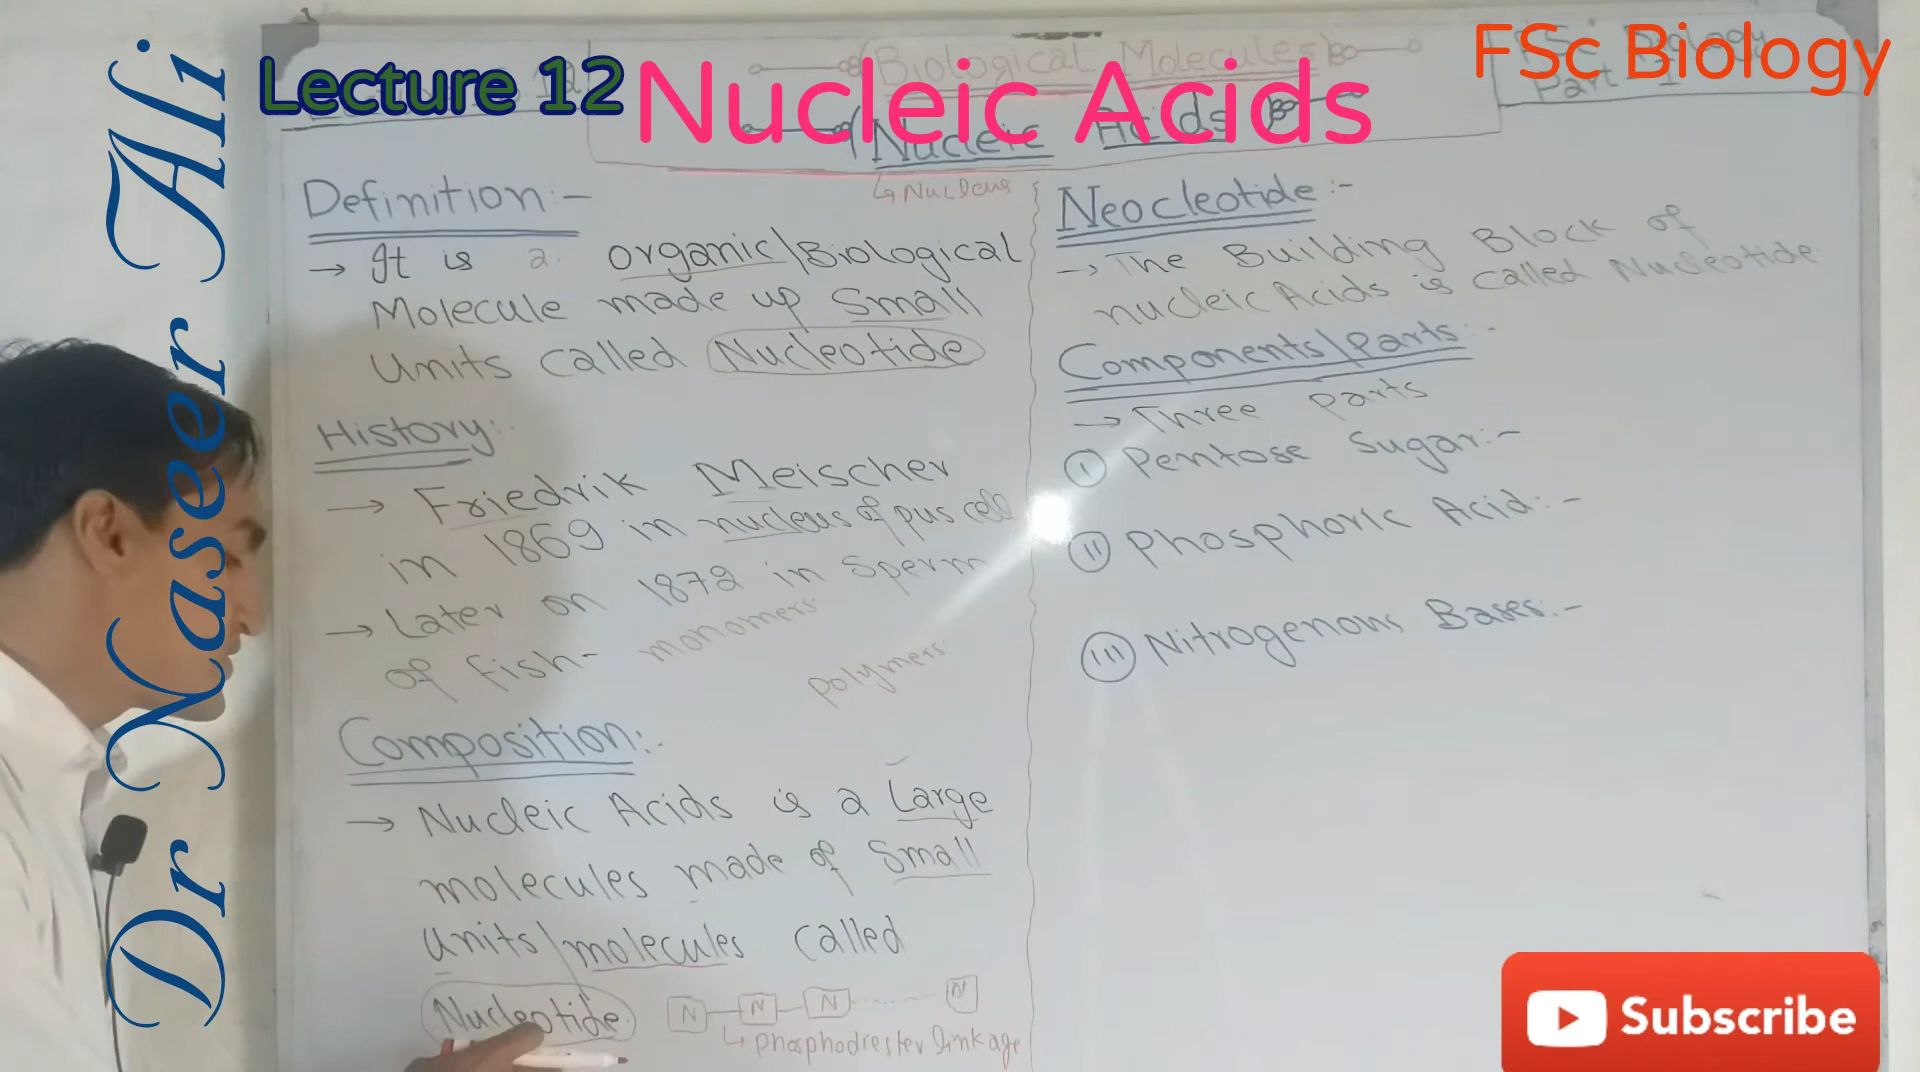 Lecture 12
Nucleic Acids
FSc Biology
Dr Naseer Ali
Biological Molecules
Part I
Nucleic Acids
↳ Nucleus
Definition:-
→ It is a organic/Biological
Molecule made up Small
Units called Nucleotide
History:-
→ Friedrik Meischer
in 1869 in nucleus of pus cell
→ Later on 1872 in Sperm
of Fish-
monomers
polymers
Composition:-
→ Nucleic Acids is a Large
molecules made of Small
Units/molecules called
Nucleotide
N N N N
↳ phosphodiester linkage
Neocleotide:-
→ The Building Block of
nucleic Acids is called Nucleotide
Components/Parts:-
→ Three parts
(I) Pentose Sugar:-
(II) Phosphoric Acid:-
(III) Nitrogenous Bases:-
Subscribe